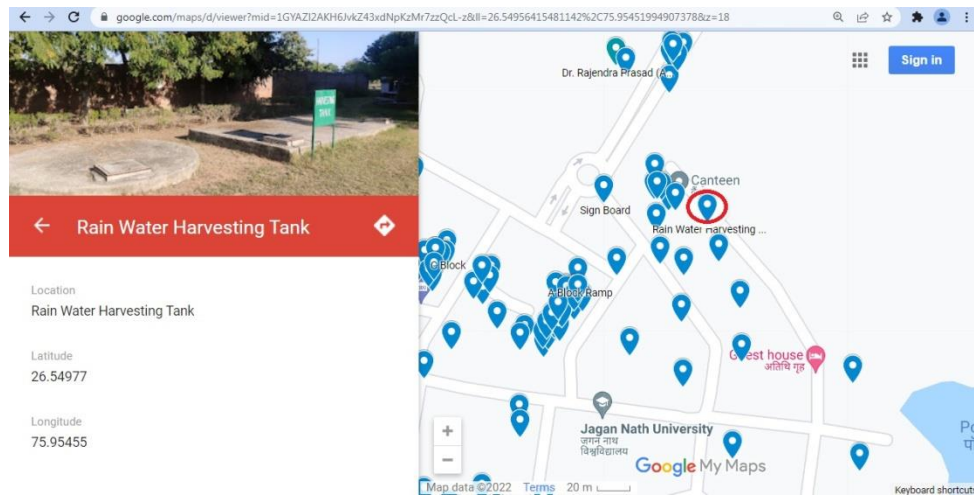 google.com/maps/d/viewer?mid=1GYAZI2AKH6JvkZ43xdNpKzMr7zzQcL-z&ll=26.54956415481142%2C75.95451994907378&z=18
HARVESTING
TANK
Rain Water Harvesting Tank
Location
Rain Water Harvesting Tank
Latitude
26.54977
Longitude
75.95455
Dr. Rajendra Prasad (A...
Sign in
Canteen
Sign Board
Rain Water Harvesting ...
C Block
A Block Ramp
Guest house
अतिथि गृह
Jagan Nath University
जगन नाथ
विश्वविद्यालय
Google My Maps
Map data ©2022 Terms 20 m
Keyboard shortcuts